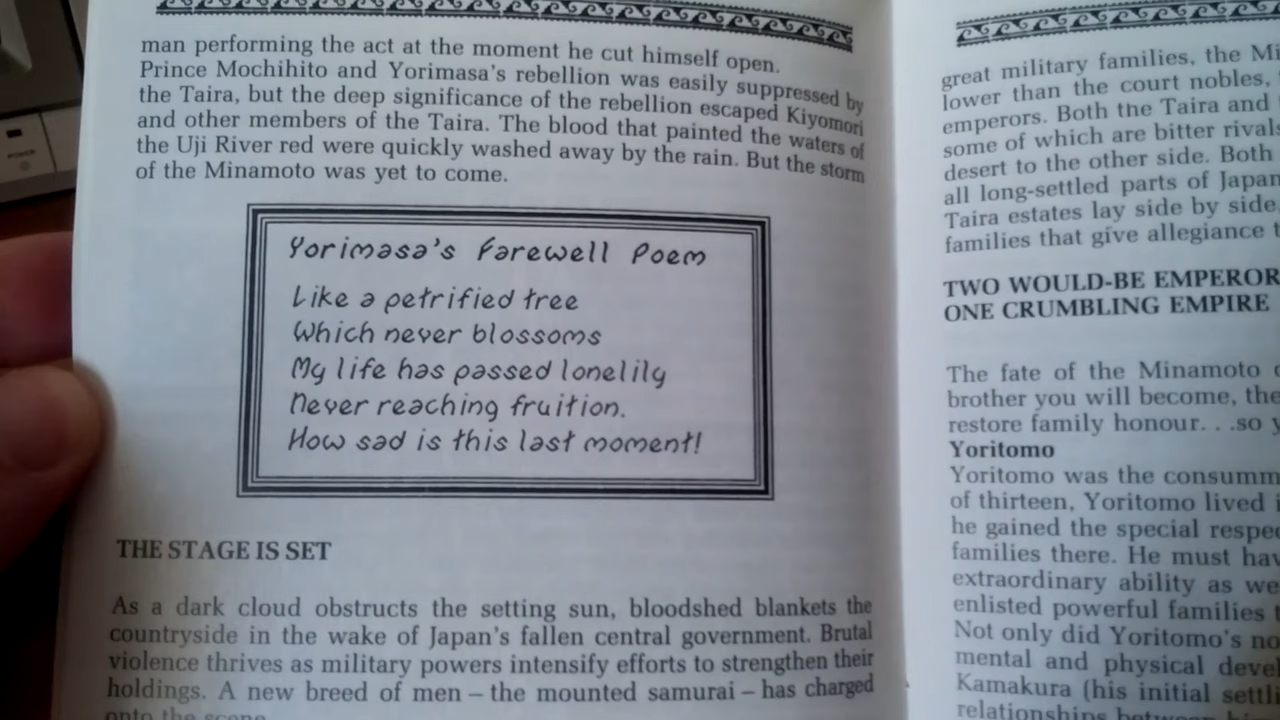 man performing the act at the moment he cut himself open.
Prince Mochihito and Yorimasa's rebellion was easily suppressed by
the Taira, but the deep significance of the rebellion escaped Kiyomori
and other members of the Taira. The blood that painted the waters of
the Uji River red were quickly washed away by the rain. But the storm
of the Minamoto was yet to come.
Yorimasa's Farewell Poem
Like a petrified tree
Which never blossoms
My life has passed lonelily
Never reaching fruition.
How sad is this last moment!
THE STAGE IS SET
As a dark cloud obstructs the setting sun, bloodshed blankets the
countryside in the wake of Japan's fallen central government. Brutal
violence thrives as military powers intensify efforts to strengthen their
holdings. A new breed of men – the mounted samurai – has charged
onto the scene
great military families, the
lower than the court nobles,
emperors. Both the Taira and
some of which are bitter
desert to the other side. Both
all long-settled parts of Japan
Taira estates lay side by side.
families that give allegiance
TWO WOULD-BE
ONE CRUMBLING EMPIRE
The fate of the Minamoto
brother you will become, the
restore family honour. . .so
Yoritomo
Yoritomo was the
of thirteen, Yoritomo lived
he gained the special
families there. He must
extraordinary ability as
enlisted powerful families
Not only did Yoritomo's
mental and physical
Kamakura (his initial
relationships
POWER